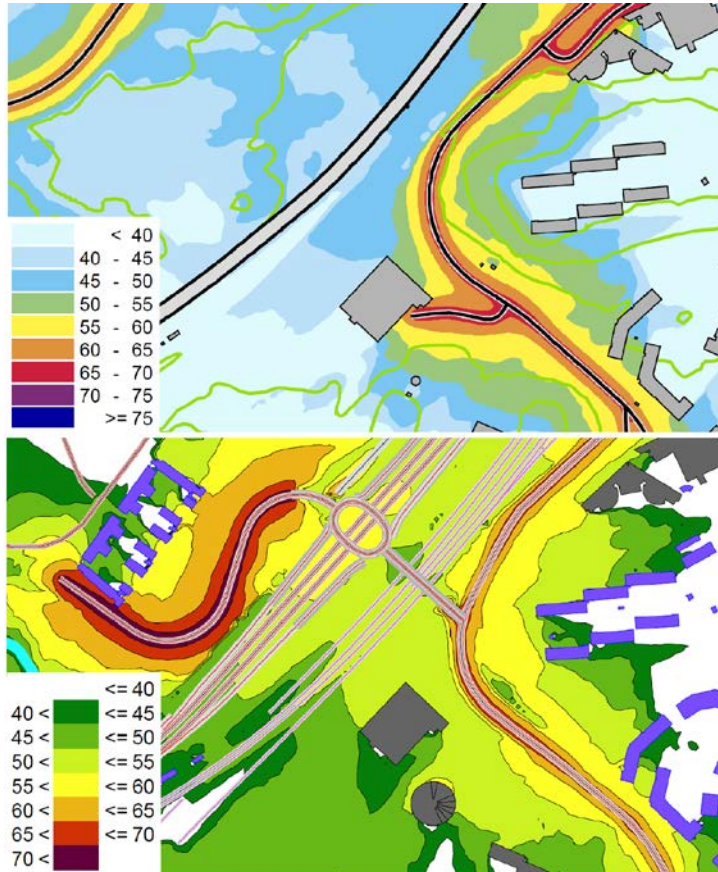 < 40
40 - 45
45 - 50
50 - 55
55 - 60
60 - 65
65 - 70
70 - 75
>= 75
<= 40
40 < <= 45
45 < <= 50
50 < <= 55
55 < <= 60
60 < <= 65
65 < <= 70
70 <